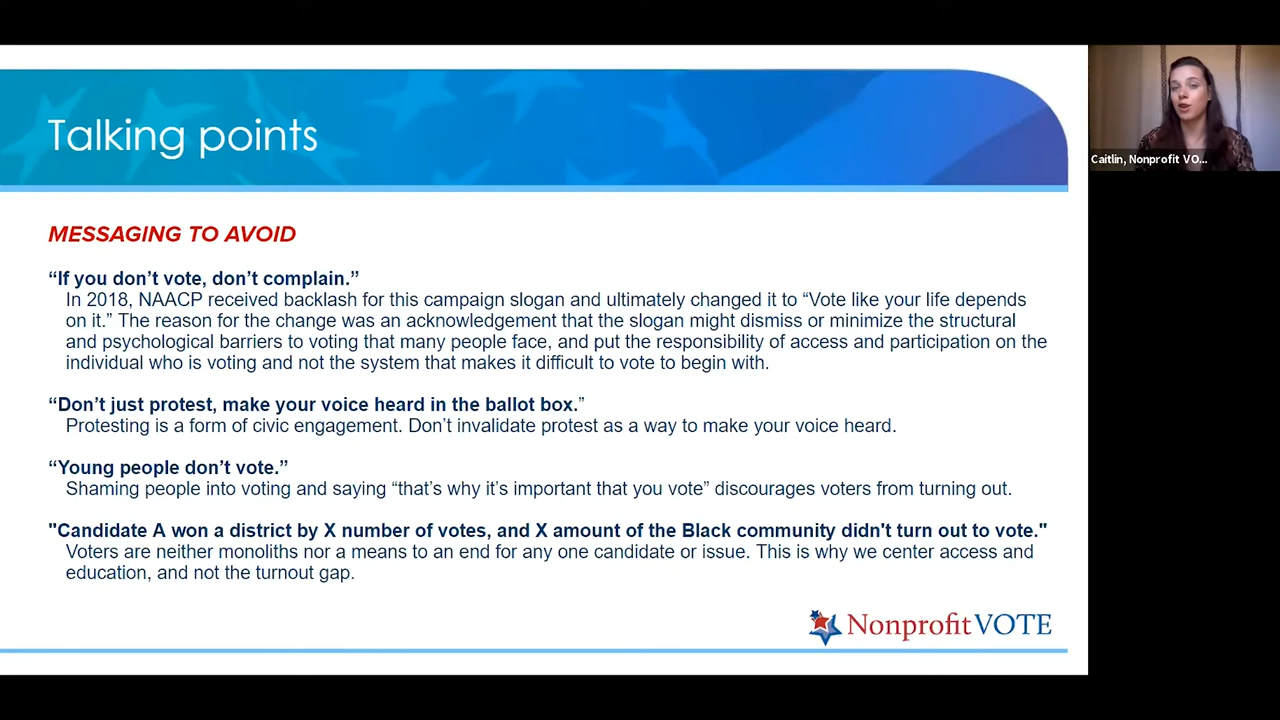 Talking points
MESSAGING TO AVOID
“If you don’t vote, don’t complain.”
In 2018, NAACP received backlash for this campaign slogan and ultimately changed it to “Vote like your life depends
on it.” The reason for the change was an acknowledgement that the slogan might dismiss or minimize the structural
and psychological barriers to voting that many people face, and put the responsibility of access and participation on the
individual who is voting and not the system that makes it difficult to vote to begin with.
“Don’t just protest, make your voice heard in the ballot box.”
Protesting is a form of civic engagement. Don’t invalidate protest as a way to make your voice heard.
“Young people don’t vote.”
Shaming people into voting and saying “that’s why it’s important that you vote” discourages voters from turning out.
"Candidate A won a district by X number of votes, and X amount of the Black community didn't turn out to vote."
Voters are neither monoliths nor a means to an end for any one candidate or issue. This is why we center access and
education, and not the turnout gap.
NonprofitVOTE
Caitlin, Nonprofit VO...